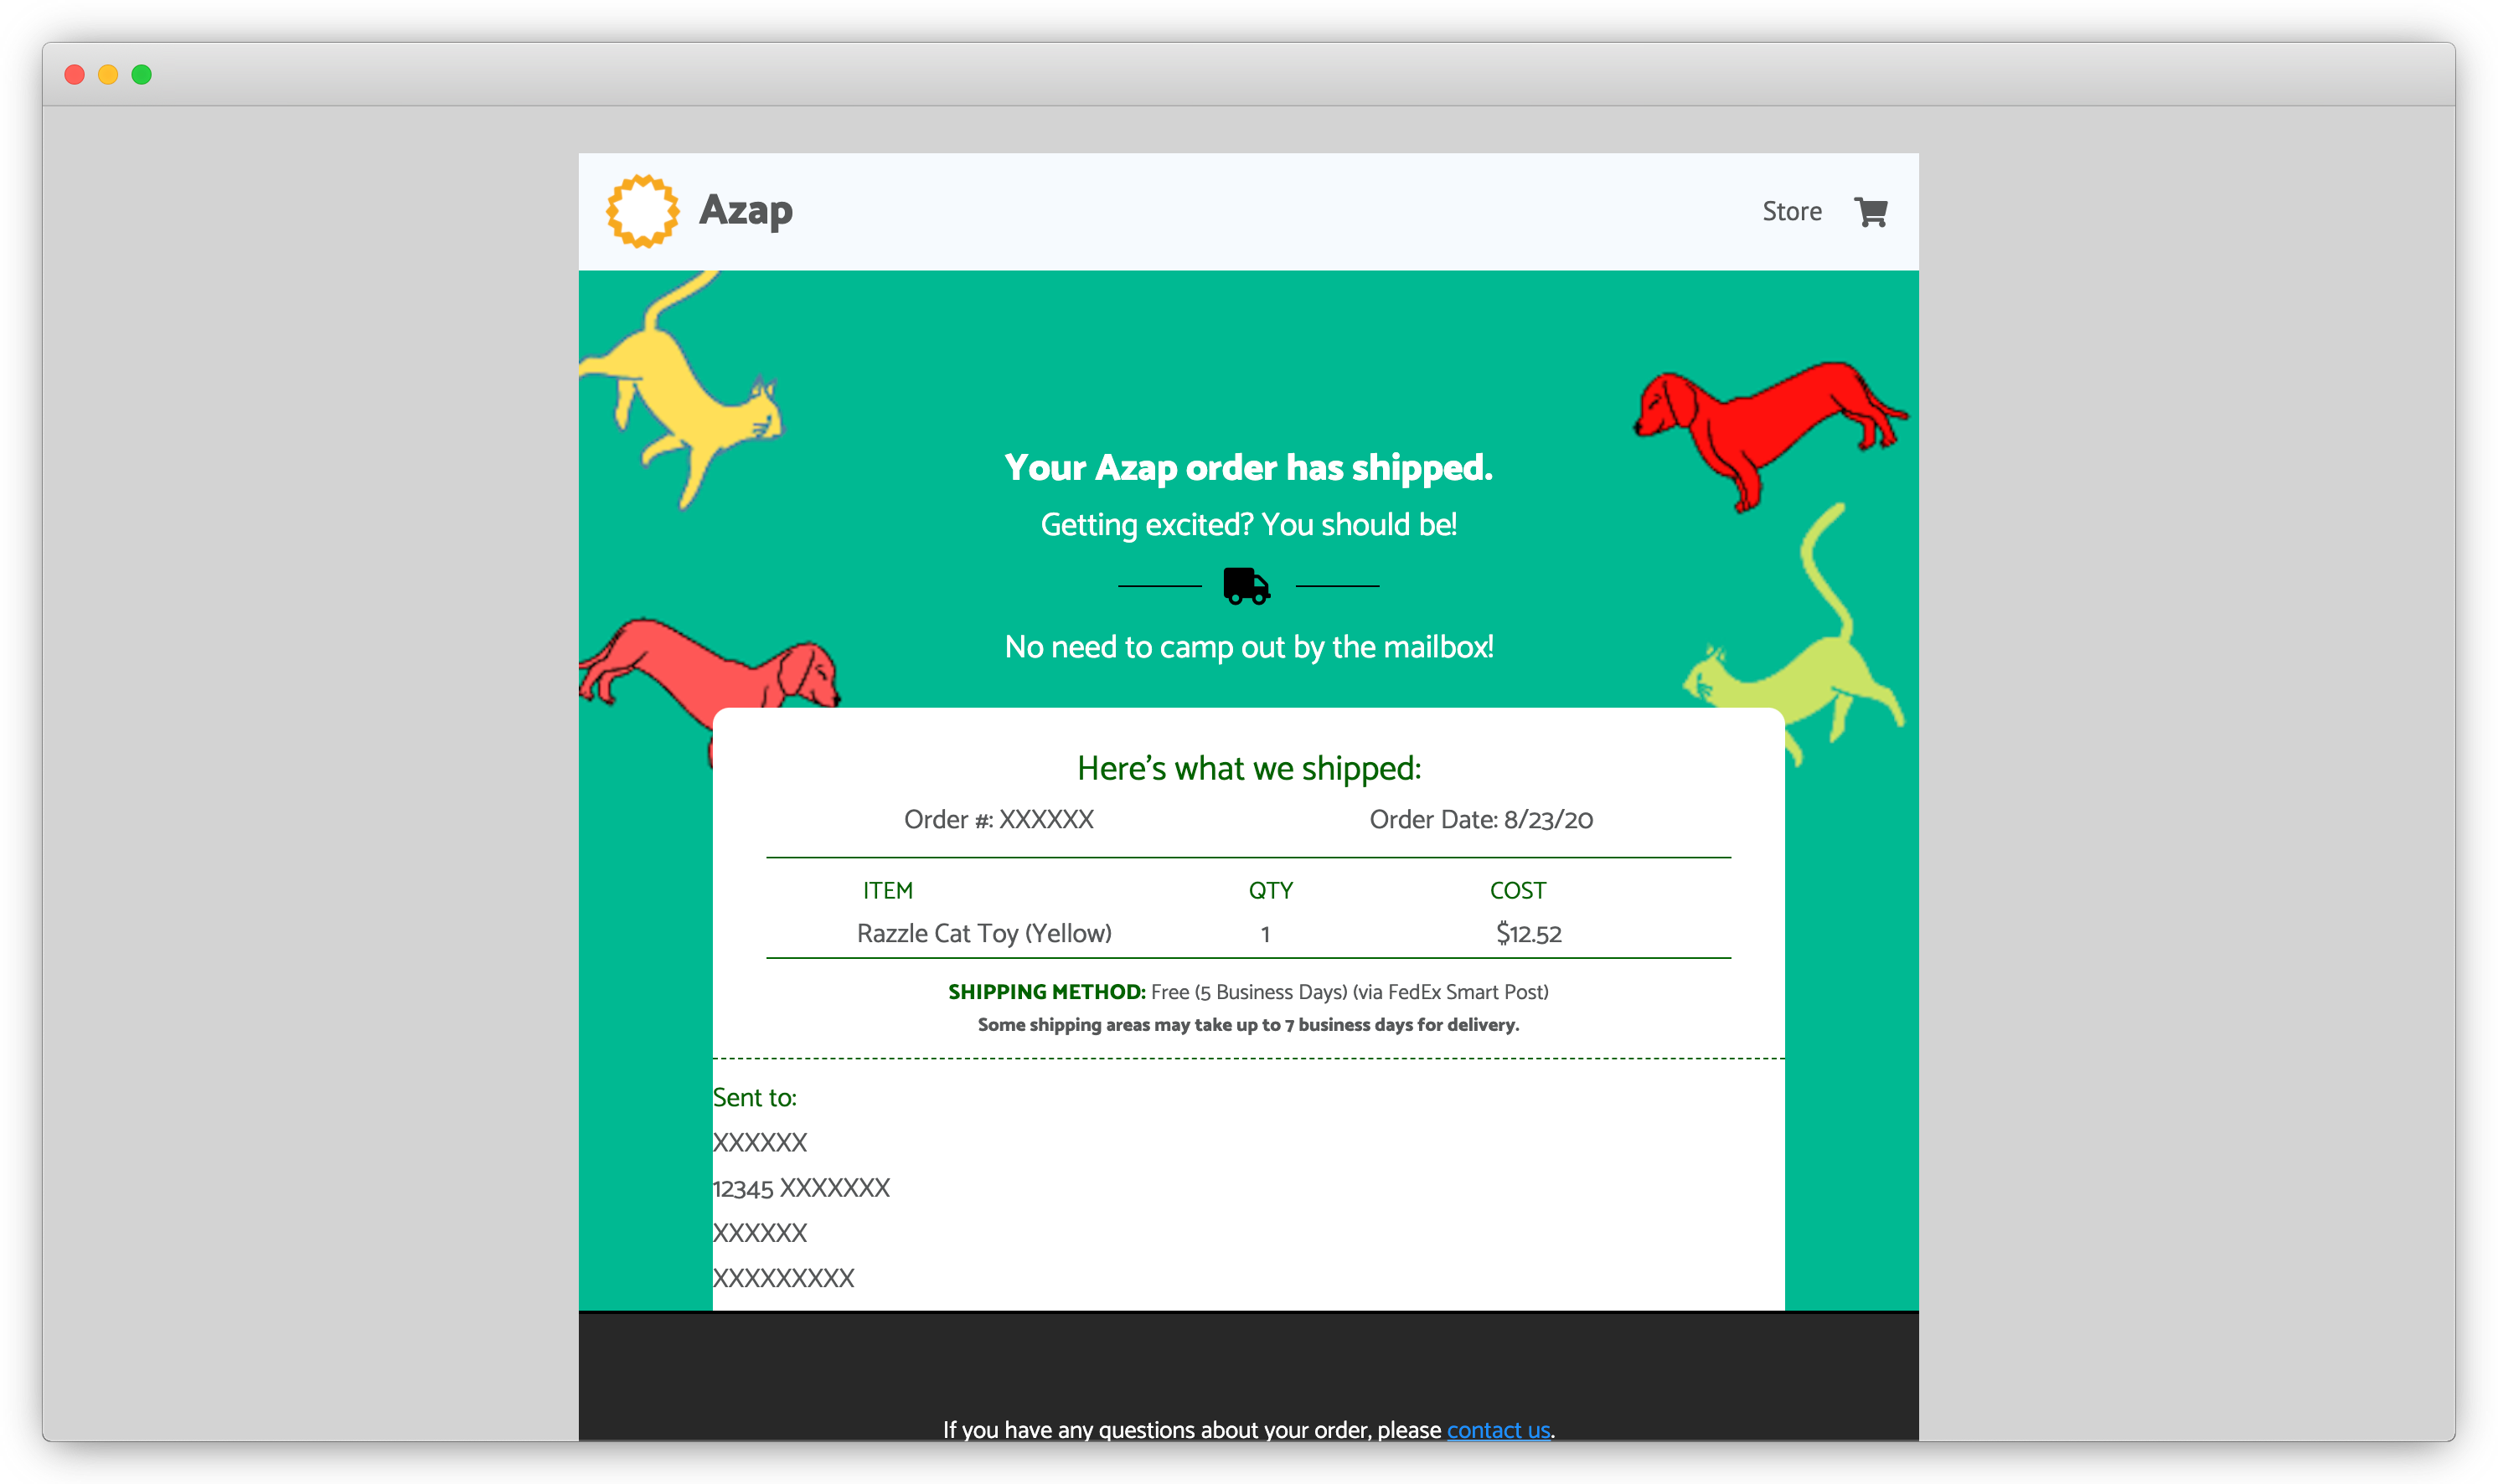 Azap
Store
Your Azap order has shipped.
Getting excited? You should be!
No need to camp out by the mailbox!
Here's what we shipped:
Order #: XXXXXX Order Date: 8/23/20
ITEM QTY COST
Razzle Cat Toy (Yellow) 1 $12.52
SHIPPING METHOD: Free (5 Business Days) (via FedEx Smart Post)
Some shipping areas may take up to 7 business days for delivery.
Sent to:
XXXXXX
12345 XXXXXXX
XXXXXX
XXXXXXXXX
If you have any questions about your order, please contact us.